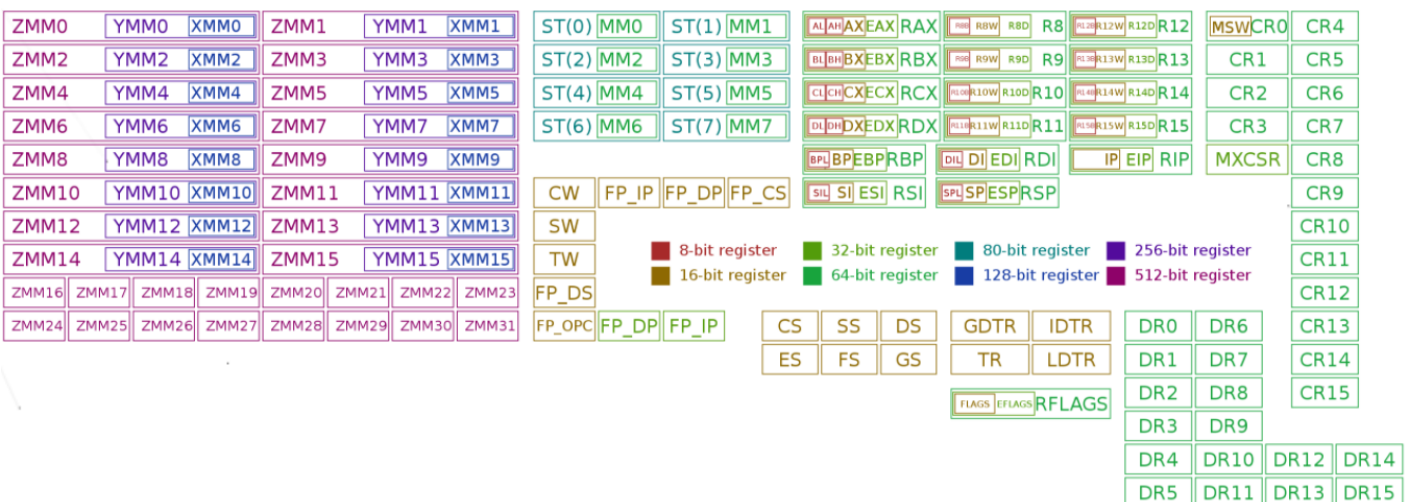 ZMM0 YMM0 XMM0 ZMM1 YMM1 XMM1 ST(0) MM0 ST(1) MM1 AL AH AX EAX RAX R8B R8W R8D R8 R12B R12W R12D R12 MSW CR0 CR4
ZMM2 YMM2 XMM2 ZMM3 YMM3 XMM3 ST(2) MM2 ST(3) MM3 BL BH BX EBX RBX R9B R9W R9D R9 R13B R13W R13D R13 CR1 CR5
ZMM4 YMM4 XMM4 ZMM5 YMM5 XMM5 ST(4) MM4 ST(5) MM5 CL CH CX ECX RCX R10B R10W R10D R10 R14B R14W R14D R14 CR2 CR6
ZMM6 YMM6 XMM6 ZMM7 YMM7 XMM7 ST(6) MM6 ST(7) MM7 DL DH DX EDX RDX R11B R11W R11D R11 R15B R15W R15D R15 CR3 CR7
ZMM8 YMM8 XMM8 ZMM9 YMM9 XMM9 BPL BP EBP RBP DIL DI EDI RDI IP EIP RIP MXCSR CR8
ZMM10 YMM10 XMM10 ZMM11 YMM11 XMM11 CW FP_IP FP_DP FP_CS SIL SI ESI RSI SPL SP ESP RSP CR9
ZMM12 YMM12 XMM12 ZMM13 YMM13 XMM13 SW CR10
8-bit register 32-bit register 80-bit register 256-bit register
ZMM14 YMM14 XMM14 ZMM15 YMM15 XMM15 TW CR11
16-bit register 64-bit register 128-bit register 512-bit register
ZMM16 ZMM17 ZMM18 ZMM19 ZMM20 ZMM21 ZMM22 ZMM23 FP_DS CR12
ZMM24 ZMM25 ZMM26 ZMM27 ZMM28 ZMM29 ZMM30 ZMM31 FP_OPC FP_DP FP_IP CS SS DS GDTR IDTR DR0 DR6 CR13
ES FS GS TR LDTR DR1 DR7 CR14
FLAGS EFLAGS RFLAGS DR2 DR8 CR15
DR3 DR9
DR4 DR10 DR12 DR14
DR5 DR11 DR13 DR15